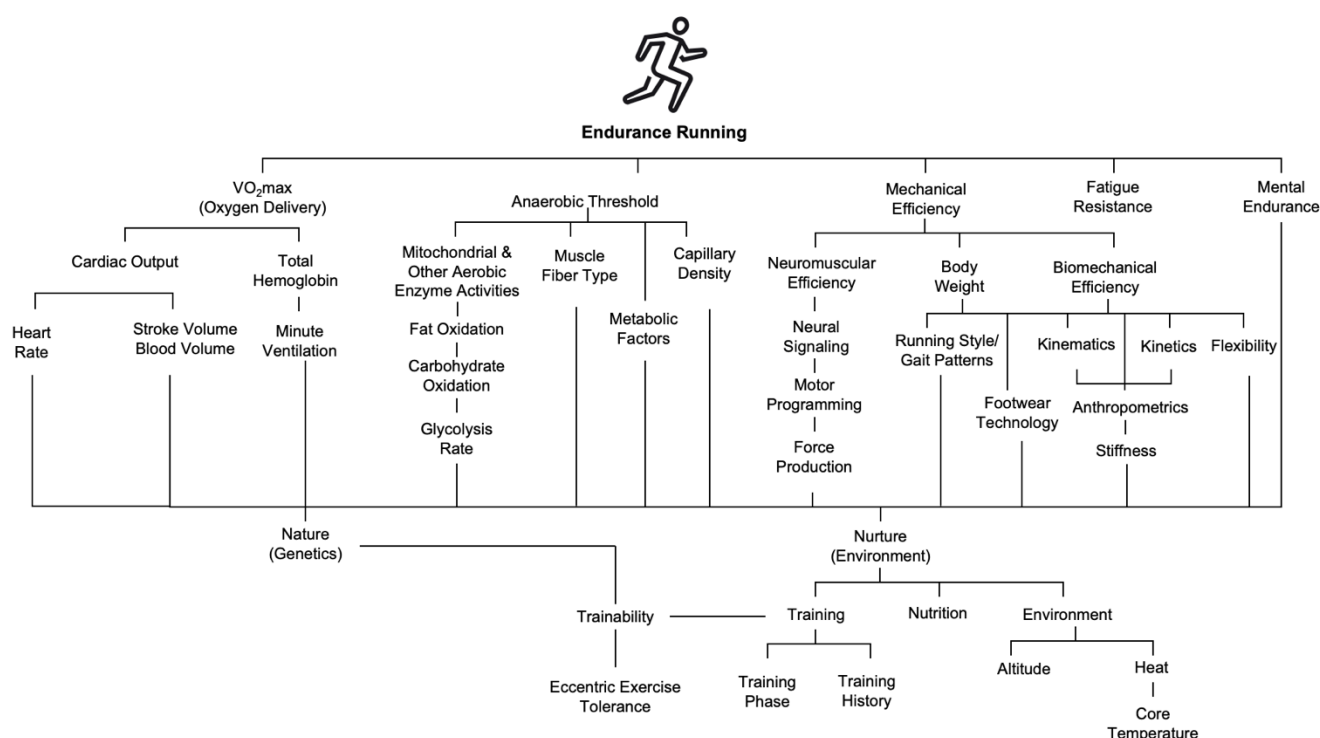 Endurance Running
VO₂max
(Oxygen Delivery)
Anaerobic Threshold
Mechanical
Efficiency
Fatigue
Resistance
Mental
Endurance
Cardiac Output
Total
Hemoglobin
Mitochondrial &
Other Aerobic
Enzyme Activities
Muscle
Fiber Type
Capillary
Density
Neuromuscular
Efficiency
Body
Weight
Biomechanical
Efficiency
Heart
Rate
Stroke Volume
Blood Volume
Minute
Ventilation
Fat Oxidation
Metabolic
Factors
Neural
Signaling
Running Style/
Gait Patterns
Kinematics
Kinetics
Flexibility
Carbohydrate
Oxidation
Motor
Programming
Footwear
Technology
Anthropometrics
Glycolysis
Rate
Force
Production
Stiffness
Nature
(Genetics)
Nurture
(Environment)
Trainability
Training
Nutrition
Environment
Eccentric Exercise
Tolerance
Training
Phase
Training
History
Altitude
Heat
Core
Temperature